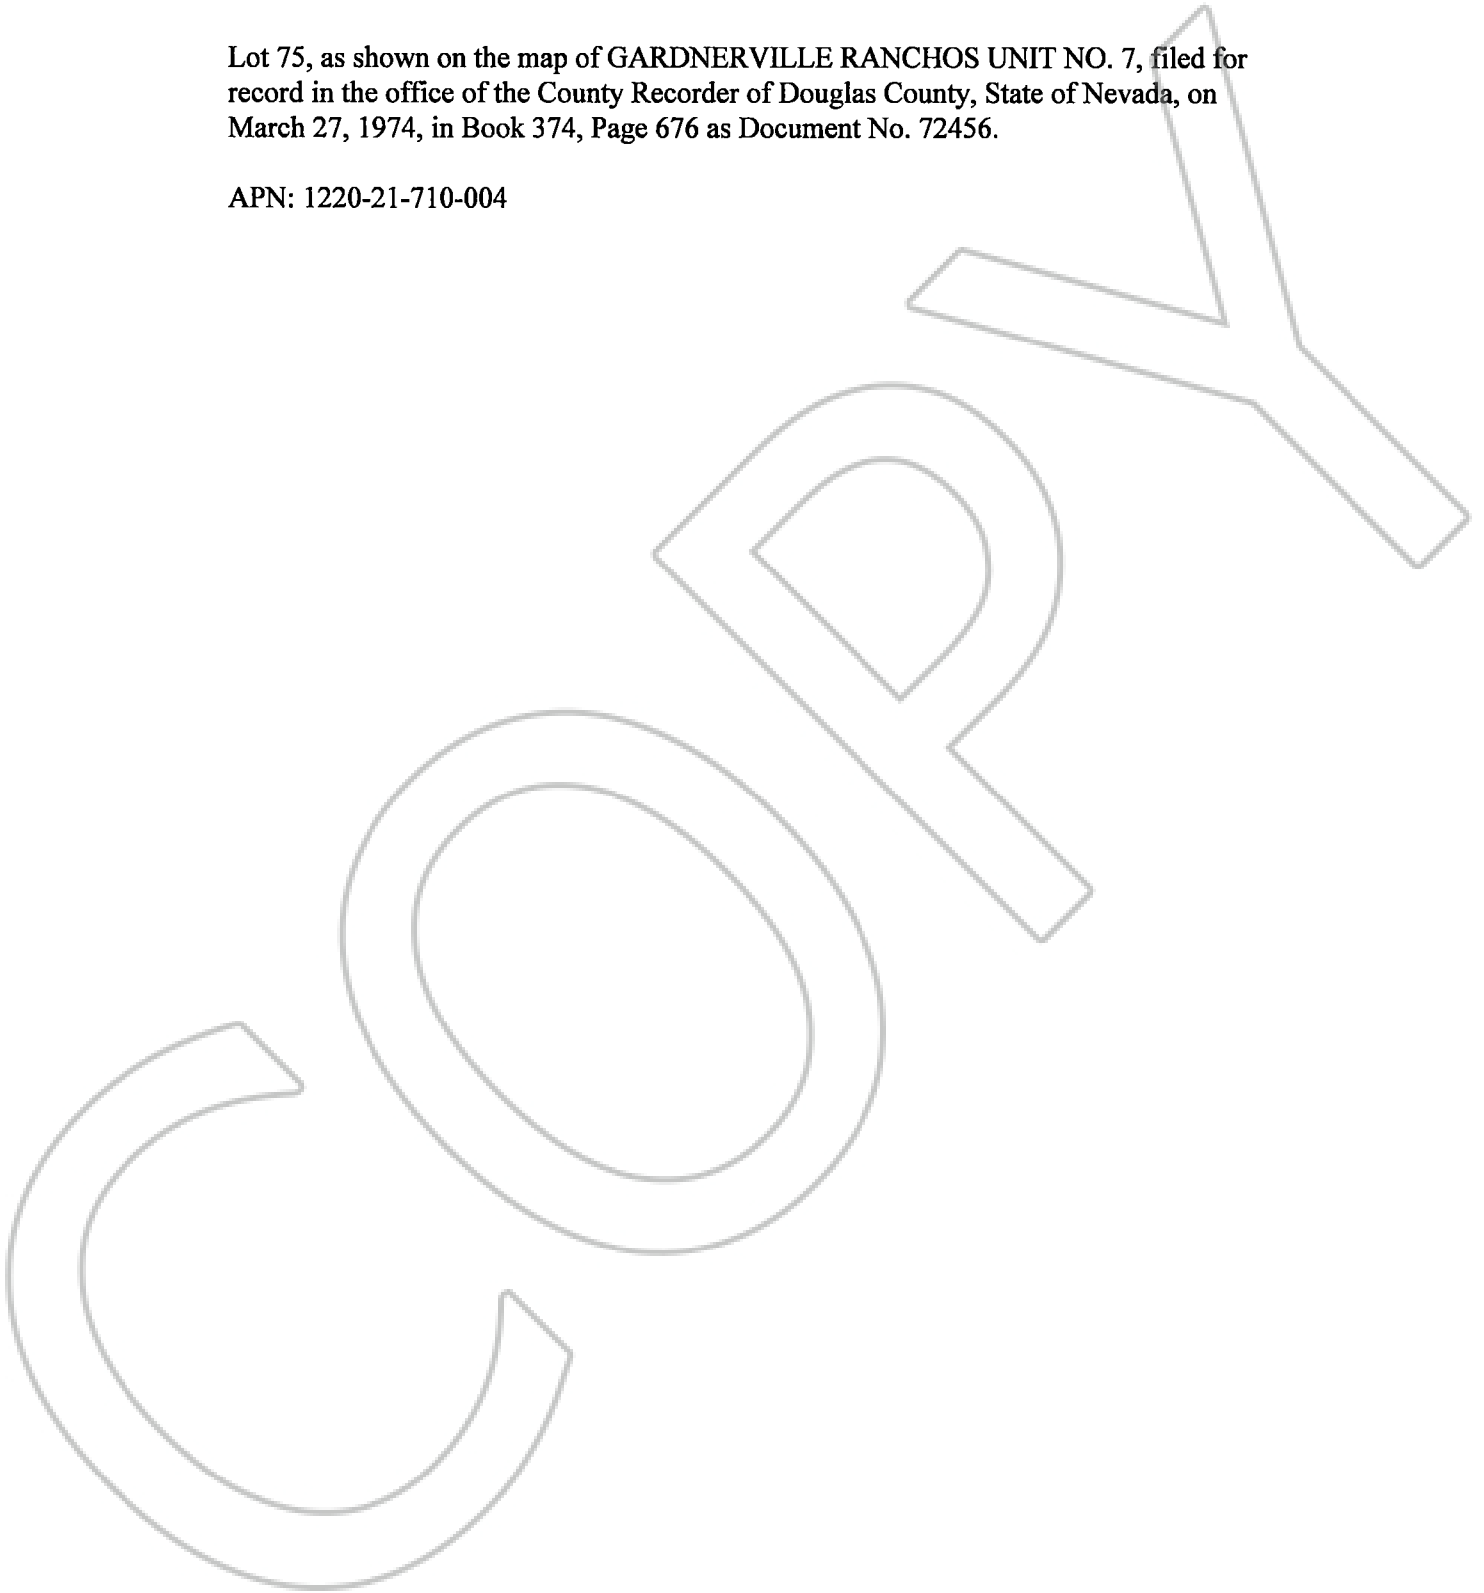 Lot 75, as shown on the map of GARDNERVILLE RANCHOS UNIT NO. 7, filed for
record in the office of the County Recorder of Douglas County, State of Nevada, on
March 27, 1974, in Book 374, Page 676 as Document No. 72456.
APN: 1220-21-710-004
COPY